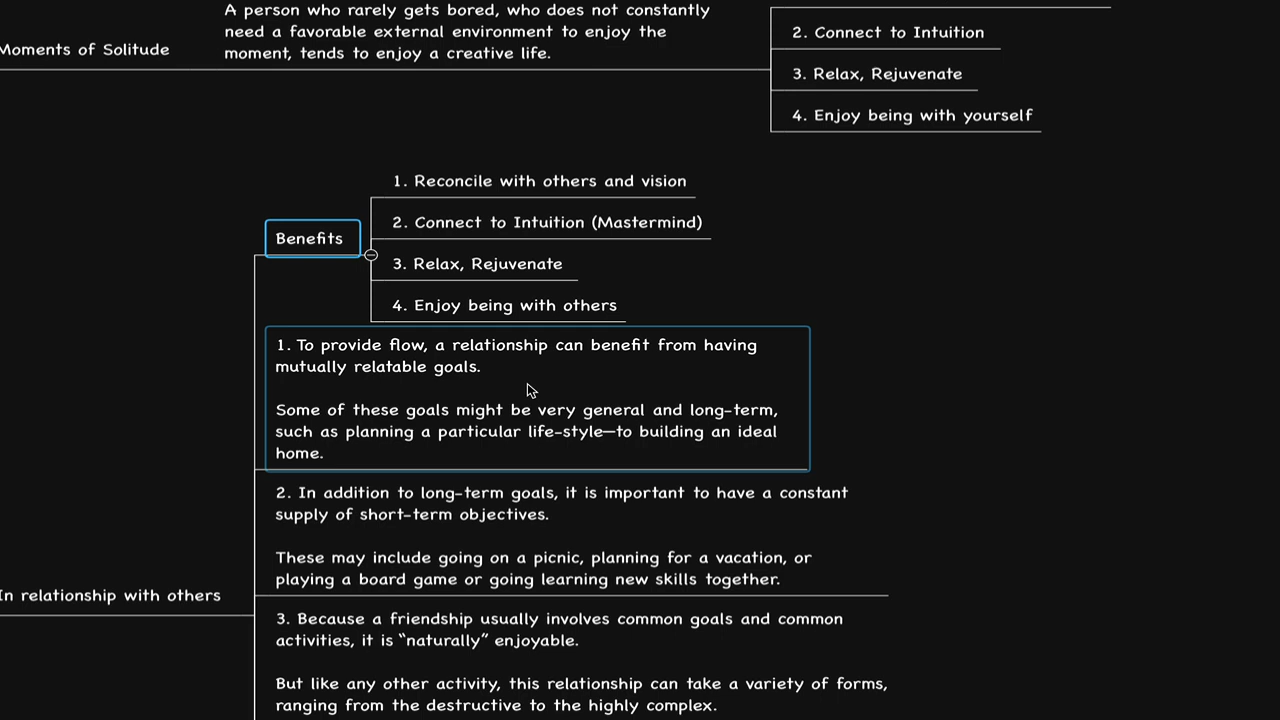 A person who rarely gets bored, who does not constantly
need a favorable external environment to enjoy the
moment, tends to enjoy a creative life.
Moments of Solitude
2. Connect to Intuition
3. Relax, Rejuvenate
4. Enjoy being with yourself
Benefits
1. Reconcile with others and vision
2. Connect to Intuition (Mastermind)
3. Relax, Rejuvenate
4. Enjoy being with others
1. To provide flow, a relationship can benefit from having
mutually relatable goals.
Some of these goals might be very general and long-term,
such as planning a particular life-style—to building an ideal
home.
2. In addition to long-term goals, it is important to have a constant
supply of short-term objectives.
These may include going on a picnic, planning for a vacation, or
playing a board game or going learning new skills together.
In relationship with others
3. Because a friendship usually involves common goals and common
activities, it is “naturally” enjoyable.
But like any other activity, this relationship can take a variety of forms,
ranging from the destructive to the highly complex.